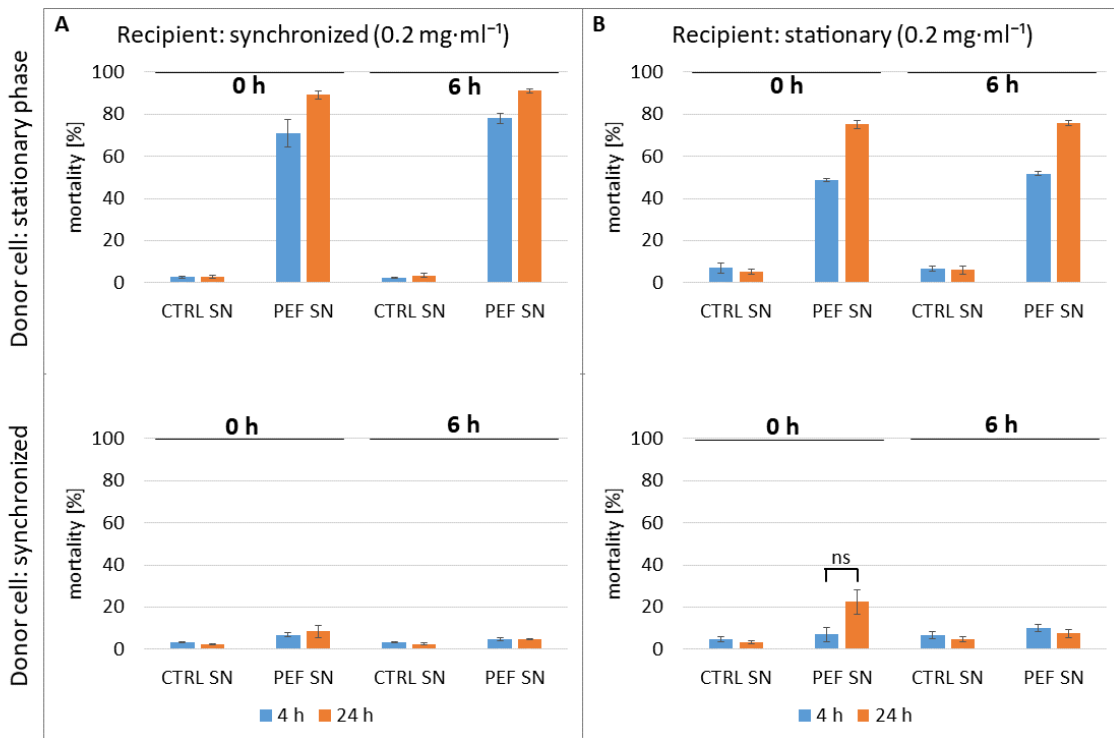 A
Recipient: synchronized (0.2 mg·ml⁻¹)
B
Recipient: stationary (0.2 mg·ml⁻¹)
Donor cell: stationary phase
mortality [%]
100
80
60
40
20
0
0 h
6 h
CTRL SN
PEF SN
CTRL SN
PEF SN
mortality [%]
100
80
60
40
20
0
0 h
6 h
CTRL SN
PEF SN
CTRL SN
PEF SN
Donor cell: synchronized
mortality [%]
100
80
60
40
20
0
0 h
6 h
CTRL SN
PEF SN
CTRL SN
PEF SN
4 h
24 h
mortality [%]
100
80
60
40
20
0
0 h
6 h
ns
CTRL SN
PEF SN
CTRL SN
PEF SN
4 h
24 h